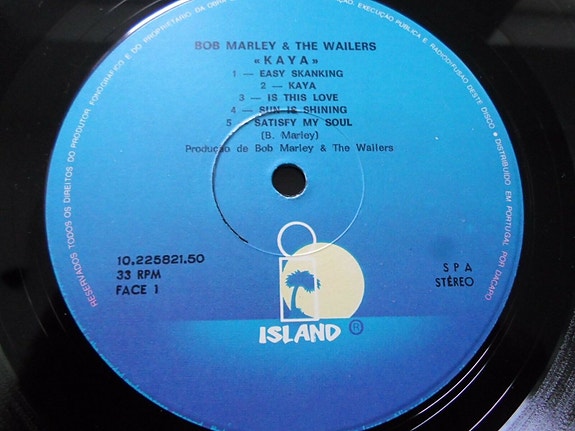 BOB MARLEY & THE WAILERS
«KAYA»
1 — EASY SKANKING
2 — KAYA
3 — IS THIS LOVE
4 — SUN IS SHINING
5 — SATISFY MY SOUL
(B. Marley)
Produção de Bob Marley & The Wailers
10.225821.50
33 RPM
FACE 1
SPA
STÉREO
ISLAND ®
RESERVADOS TODOS OS DIREITOS DO PRODUTOR FONOGRÁFICO E DO PROPRIETÁRIO DA OBRA
EXECUÇÃO PÚBLICA E RADIODIFUSÃO DESTE DISCO • DISTRIBUIDO EM PORTUGAL POR DACAPO